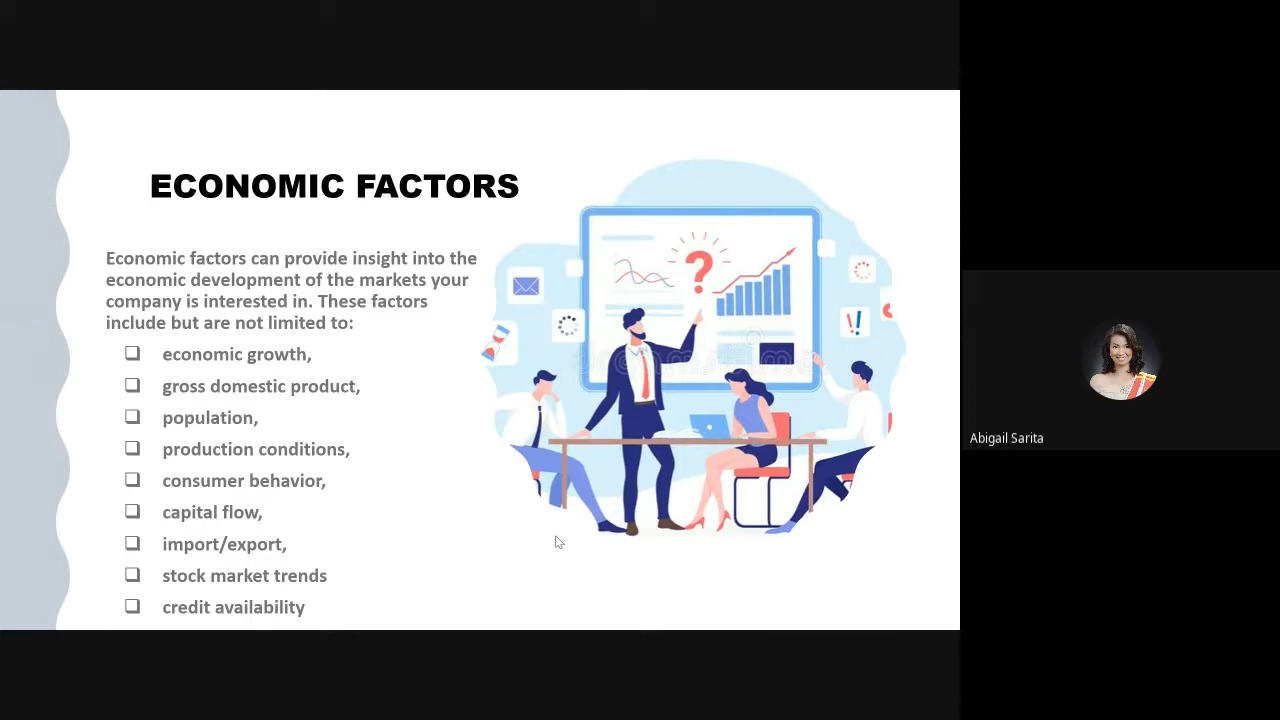 ECONOMIC FACTORS
Economic factors can provide insight into the
economic development of the markets your
company is interested in. These factors
include but are not limited to:
❑ economic growth,
❑ gross domestic product,
❑ population,
❑ production conditions,
❑ consumer behavior,
❑ capital flow,
❑ import/export,
❑ stock market trends
❑ credit availability
?
!!
Abigail Sarita